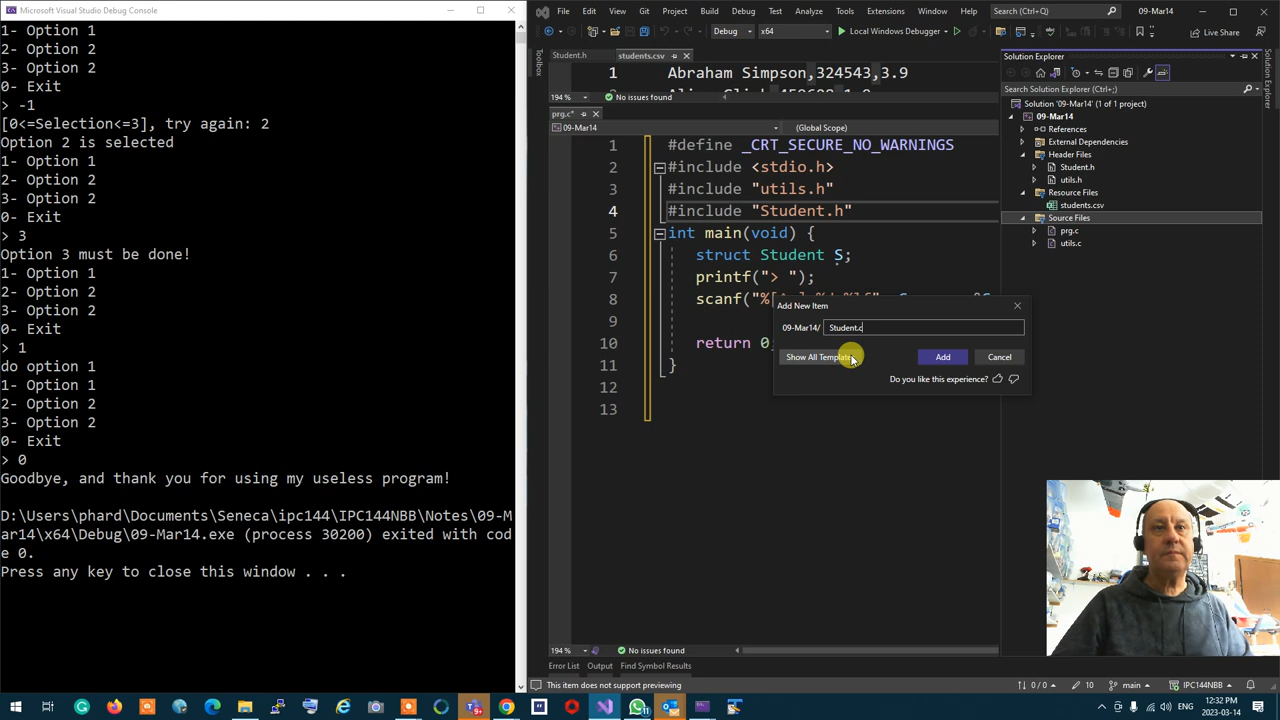 Microsoft Visual Studio Debug Console
1- Option 1
2- Option 2
3- Option 3
0- Exit
> -1
[0<=Selection<=3], try again: 2
Option 2 is selected
1- Option 1
2- Option 2
3- Option 3
0- Exit
> 3
Option 3 must be done!
1- Option 1
2- Option 2
3- Option 3
0- Exit
> 1
do option 1
1- Option 1
2- Option 2
3- Option 3
0- Exit
> 0
Goodbye, and thank you for using my useless program!
D:\Users\phard\Documents\Seneca\ipc144\IPC144NBB\Notes\09-M
ar14\x64\Debug\09-Mar14.exe (process 30200) exited with cod
e 0.
Press any key to close this window . . .
File Edit View Git Project Build Debug Test Analyze Tools Extensions Window Help Search (Ctrl+Q) 09-Mar14
Debug x64 Local Windows Debugger Live Share
Toolbox
Student.h students.csv
1 Abraham Simpson,324543,3.9
194 % No issues found
prg.c*
09-Mar14 (Global Scope)
1 #define _CRT_SECURE_NO_WARNINGS
2 #include <stdio.h>
3 #include "utils.h"
4 #include "Student.h"
5 int main(void) {
6 struct Student S;
7 printf("> ");
8 scanf("%[
9
10 return 0;
11 }
12
13
Add New Item
09-Mar14/ Student.c
Show All Templates Add Cancel
Do you like this experience?
Solution Explorer
Search Solution Explorer (Ctrl+;)
Solution '09-Mar14' (1 of 1 project)
09-Mar14
References
External Dependencies
Header Files
Student.h
utils.h
Resource Files
students.csv
Source Files
prg.c
utils.c
194 % No issues found
Error List Output Find Symbol Results
This item does not support previewing 0 / 0 10 main IPC144NBB
ENG 12:32 PM
2023-03-14